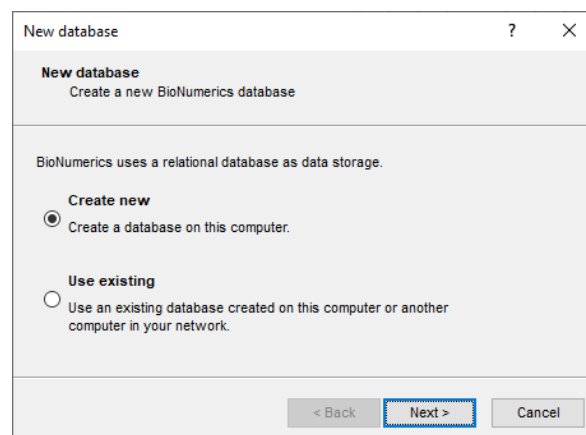 New database
?
New database
Create a new BioNumerics database
BioNumerics uses a relational database as data storage.
Create new
Create a database on this computer.
Use existing
Use an existing database created on this computer or another
computer in your network.
< Back
Next >
Cancel